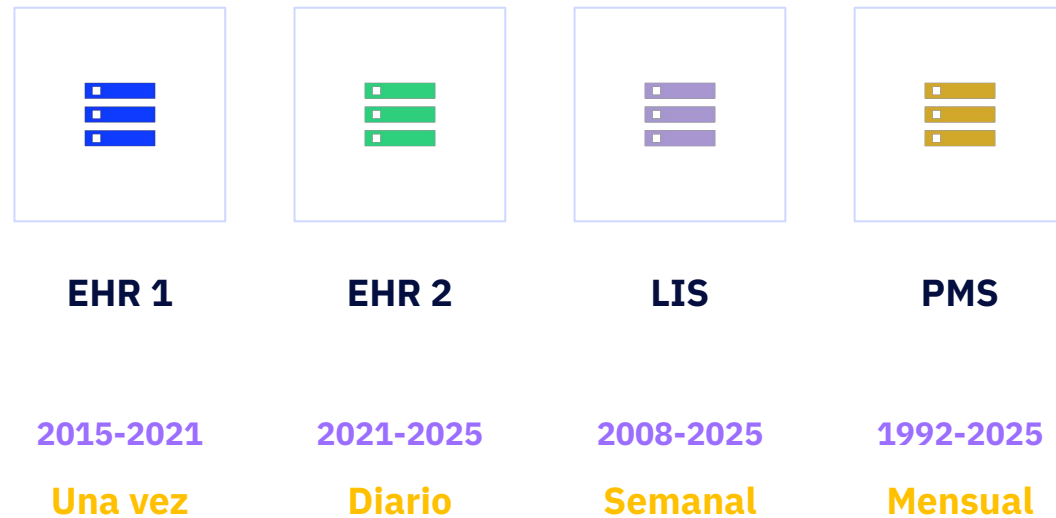 EHR 1
EHR 2
LIS
PMS
2015-2021
2021-2025
2008-2025
1992-2025
Una vez
Diario
Semanal
Mensual